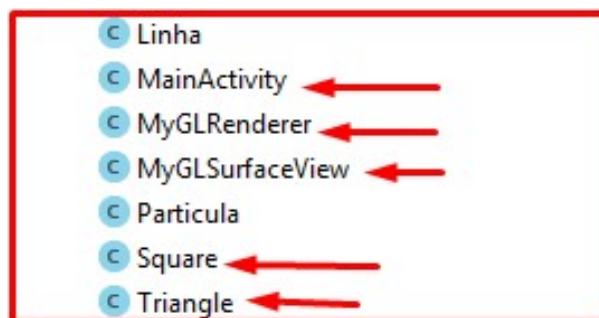 C Linha
C MainActivity
C MyGLRenderer
C MyGLSurfaceView
C Particula
C Square
C Triangle